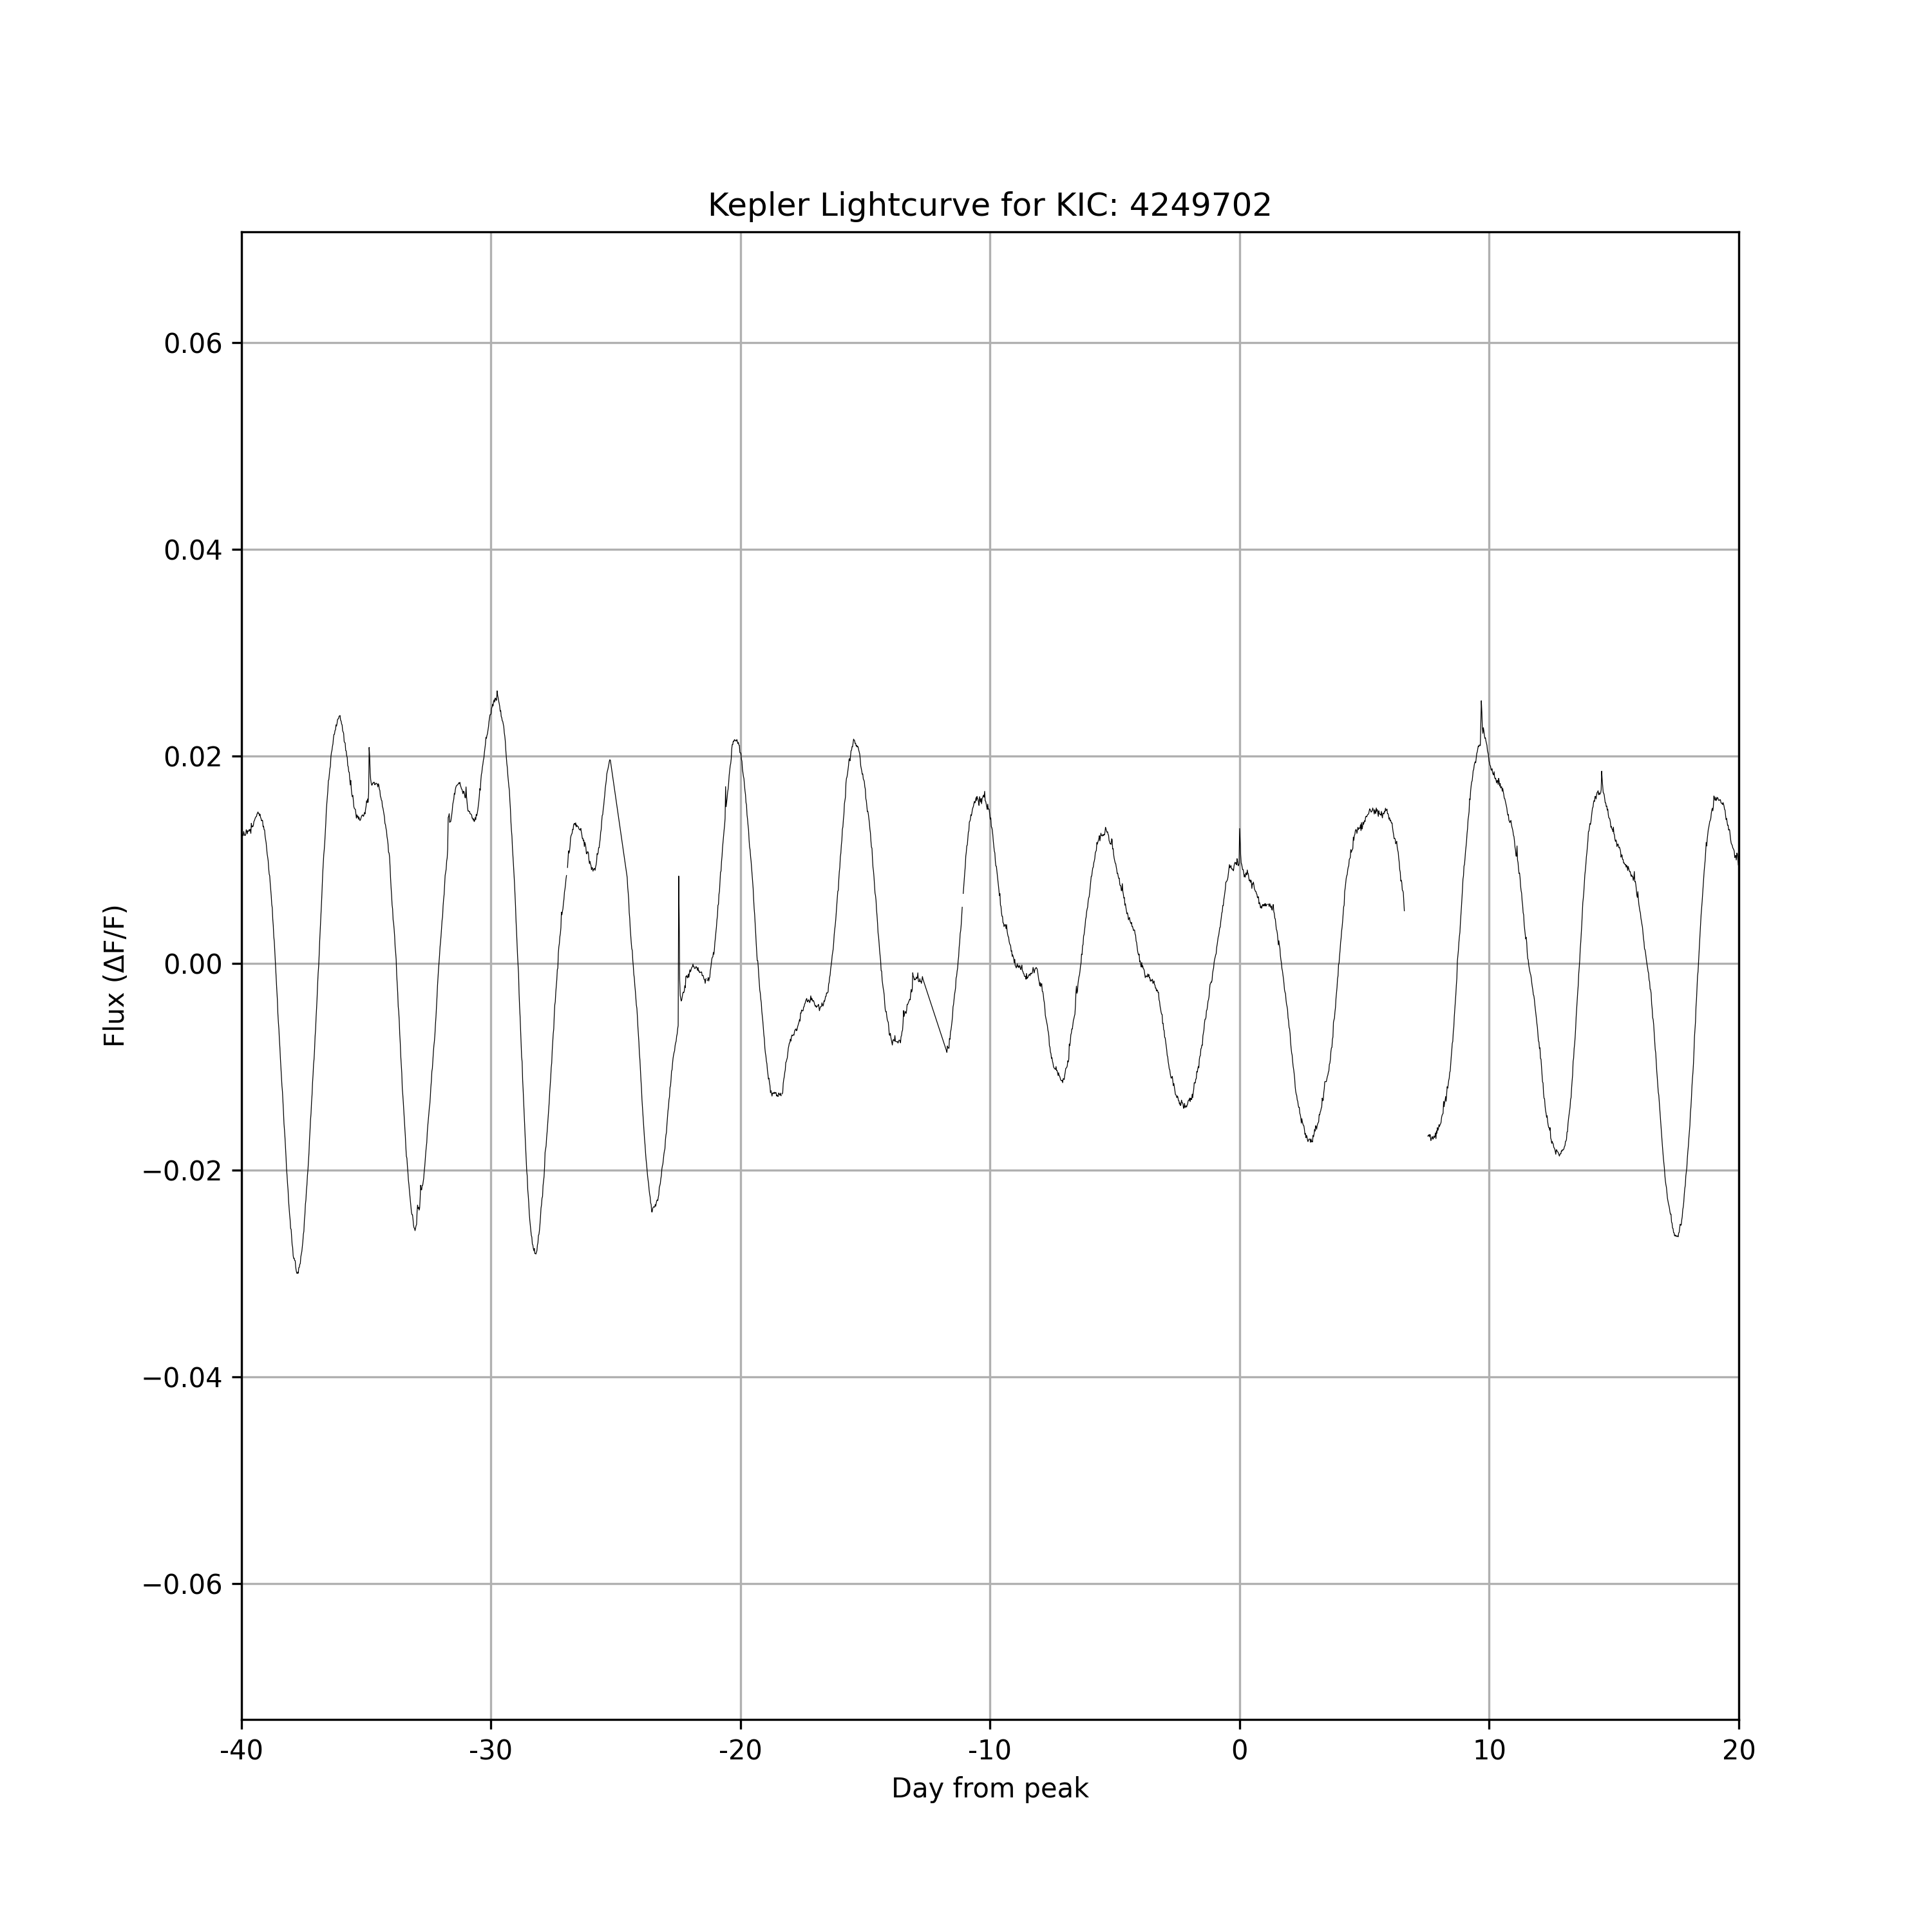 Kepler Lightcurve for KIC: 4249702
Flux (ΔF/F)
0.06
0.04
0.02
0.00
−0.02
−0.04
−0.06
-40 -30 -20 -10 0 10 20
Day from peak